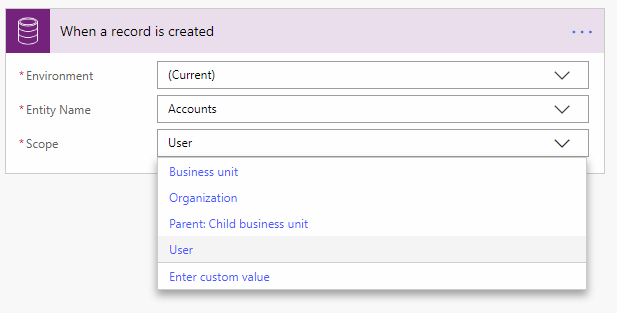 When a record is created
* Environment
(Current)
* Entity Name
Accounts
* Scope
User
Business unit
Organization
Parent: Child business unit
User
Enter custom value